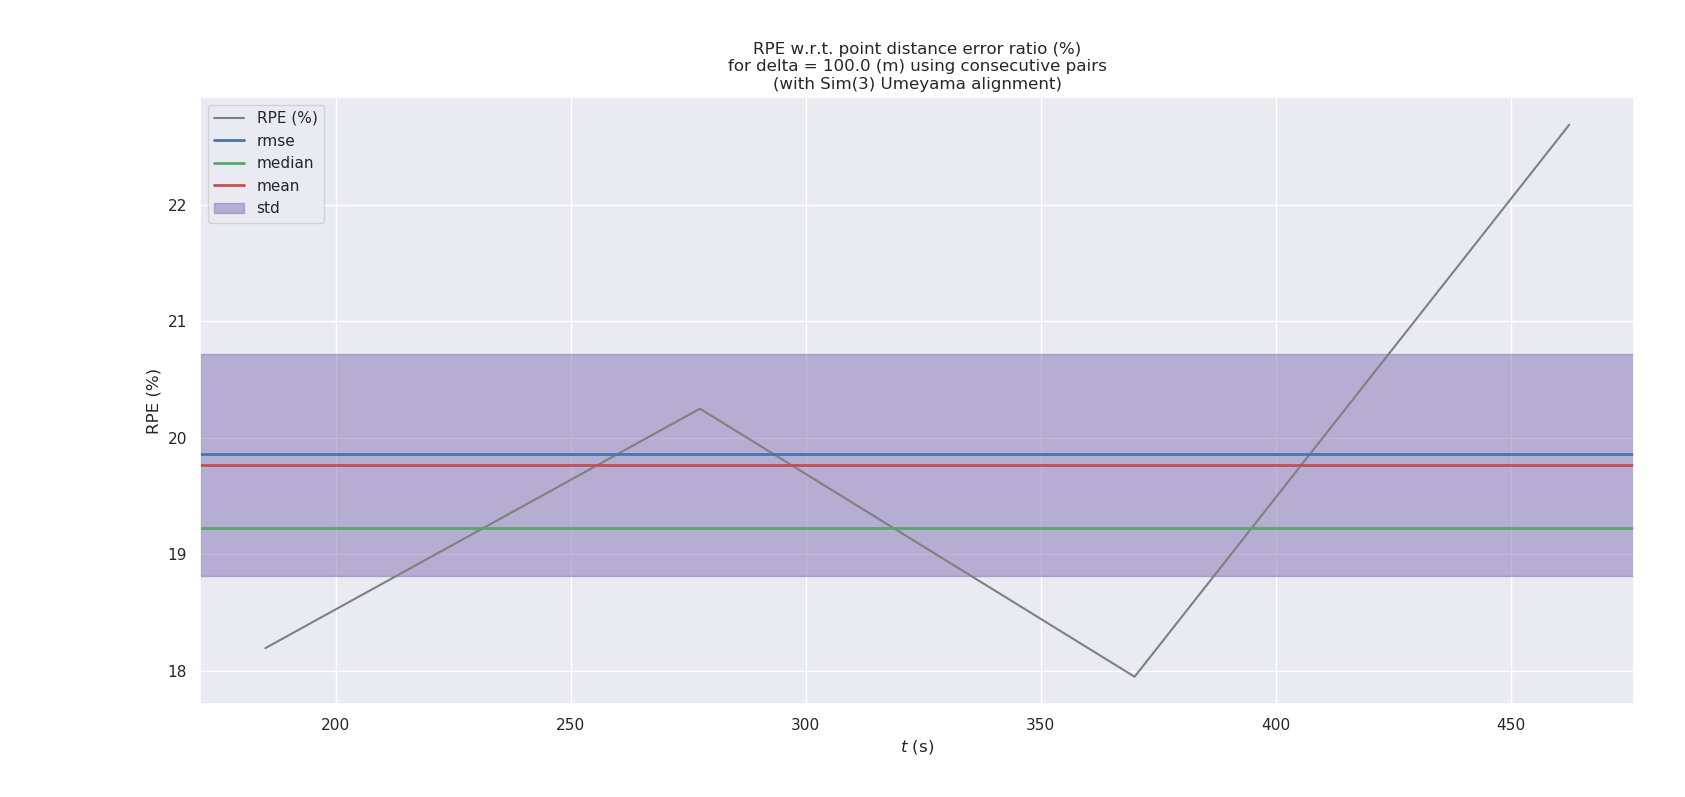 RPE w.r.t. point distance error ratio (%)
for delta = 100.0 (m) using consecutive pairs
(with Sim(3) Umeyama alignment)
RPE (%)
rmse
median
mean
std
RPE (%)
22
21
20
19
18
200 250 300 350 400 450
t (s)